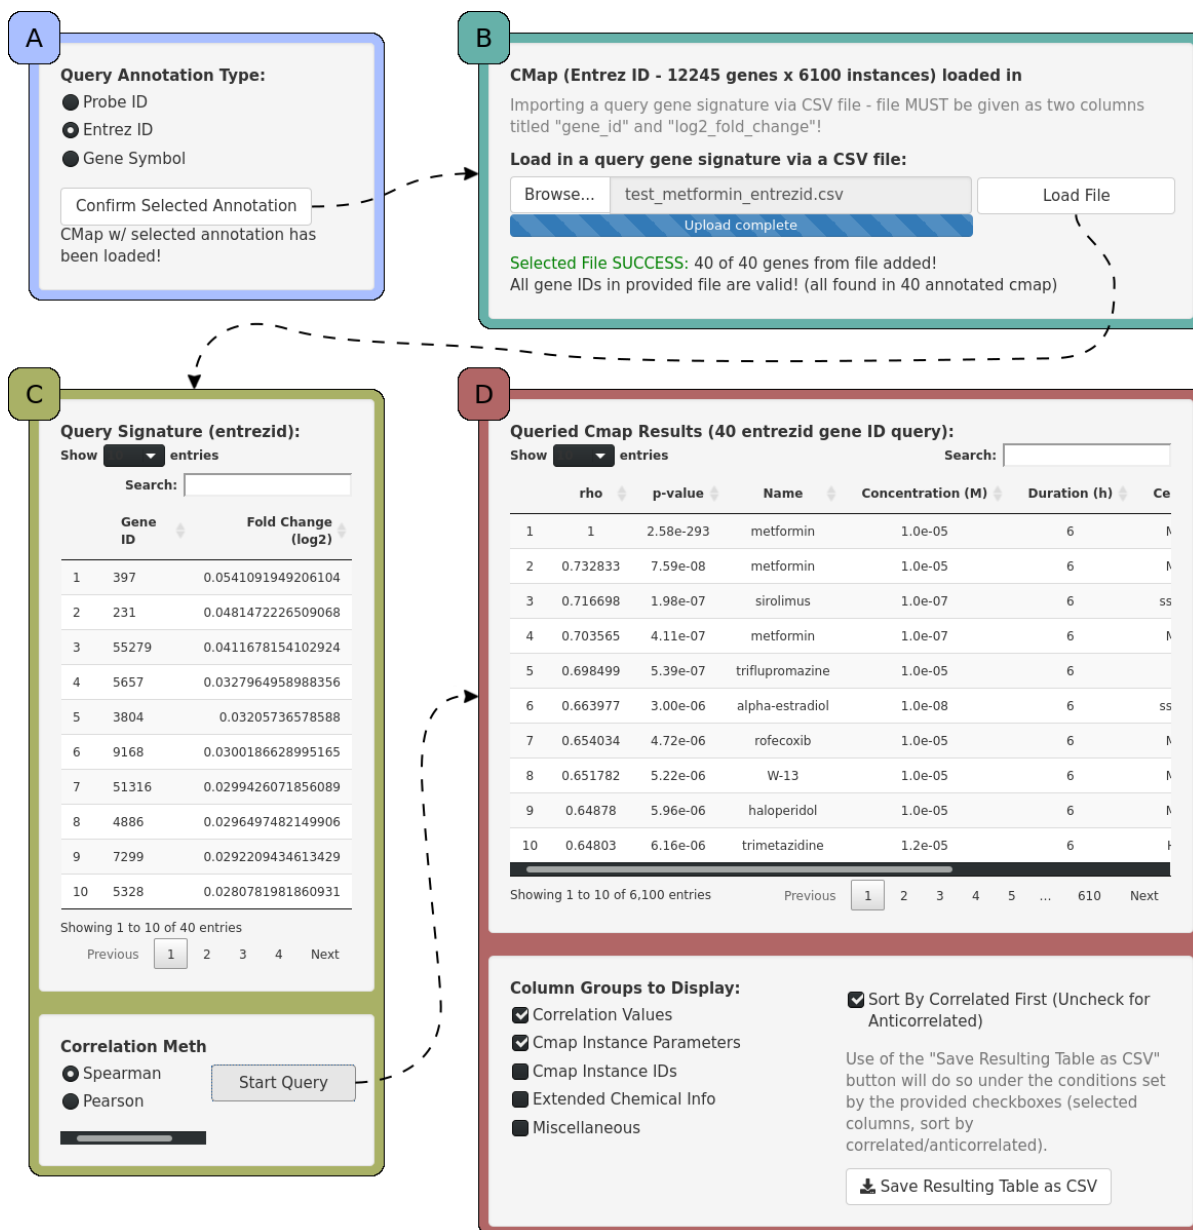 A
Query Annotation Type:
Probe ID
Entrez ID
Gene Symbol
Confirm Selected Annotation
CMap w/ selected annotation has
been loaded!
B
CMap (Entrez ID - 12245 genes x 6100 instances) loaded in
Importing a query gene signature via CSV file - file MUST be given as two columns
titled "gene_id" and "log2_fold_change"!
Load in a query gene signature via a CSV file:
Browse... test_metformin_entrezid.csv Load File
Upload complete
Selected File SUCCESS: 40 of 40 genes from file added!
All gene IDs in provided file are valid! (all found in 40 annotated cmap)
C
Query Signature (entrezid):
Show entries
Search:
Gene Fold Change
ID (log2)
1 397 0.0541091949206104
2 231 0.0481472226509068
3 55279 0.0411678154102924
4 5657 0.0327964958988356
5 3804 0.03205736578588
6 9168 0.0300186628995165
7 51316 0.0299426071856089
8 4886 0.0296497482149906
9 7299 0.0292209434613429
10 5328 0.0280781981860931
Showing 1 to 10 of 40 entries
Previous 1 2 3 4 Next
Correlation Meth
Spearman
Pearson
Start Query
D
Queried Cmap Results (40 entrezid gene ID query):
Show entries Search:
rho p-value Name Concentration (M) Duration (h) Ce
1 1 2.58e-293 metformin 1.0e-05 6
2 0.732833 7.59e-08 metformin 1.0e-05 6
3 0.716698 1.98e-07 sirolimus 1.0e-07 6 ss
4 0.703565 4.11e-07 metformin 1.0e-07 6
5 0.698499 5.39e-07 triflupromazine 1.0e-05 6
6 0.663977 3.00e-06 alpha-estradiol 1.0e-08 6 ss
7 0.654034 4.72e-06 rofecoxib 1.0e-05 6
8 0.651782 5.22e-06 W-13 1.0e-05 6
9 0.64878 5.96e-06 haloperidol 1.0e-05 6
10 0.64803 6.16e-06 trimetazidine 1.2e-05 6
Showing 1 to 10 of 6,100 entries Previous 1 2 3 4 5 ... 610 Next
Column Groups to Display:
Correlation Values
Cmap Instance Parameters
Cmap Instance IDs
Extended Chemical Info
Miscellaneous
Sort By Correlated First (Uncheck for
Anticorrelated)
Use of the "Save Resulting Table as CSV"
button will do so under the conditions set
by the provided checkboxes (selected
columns, sort by
correlated/anticorrelated).
Save Resulting Table as CSV